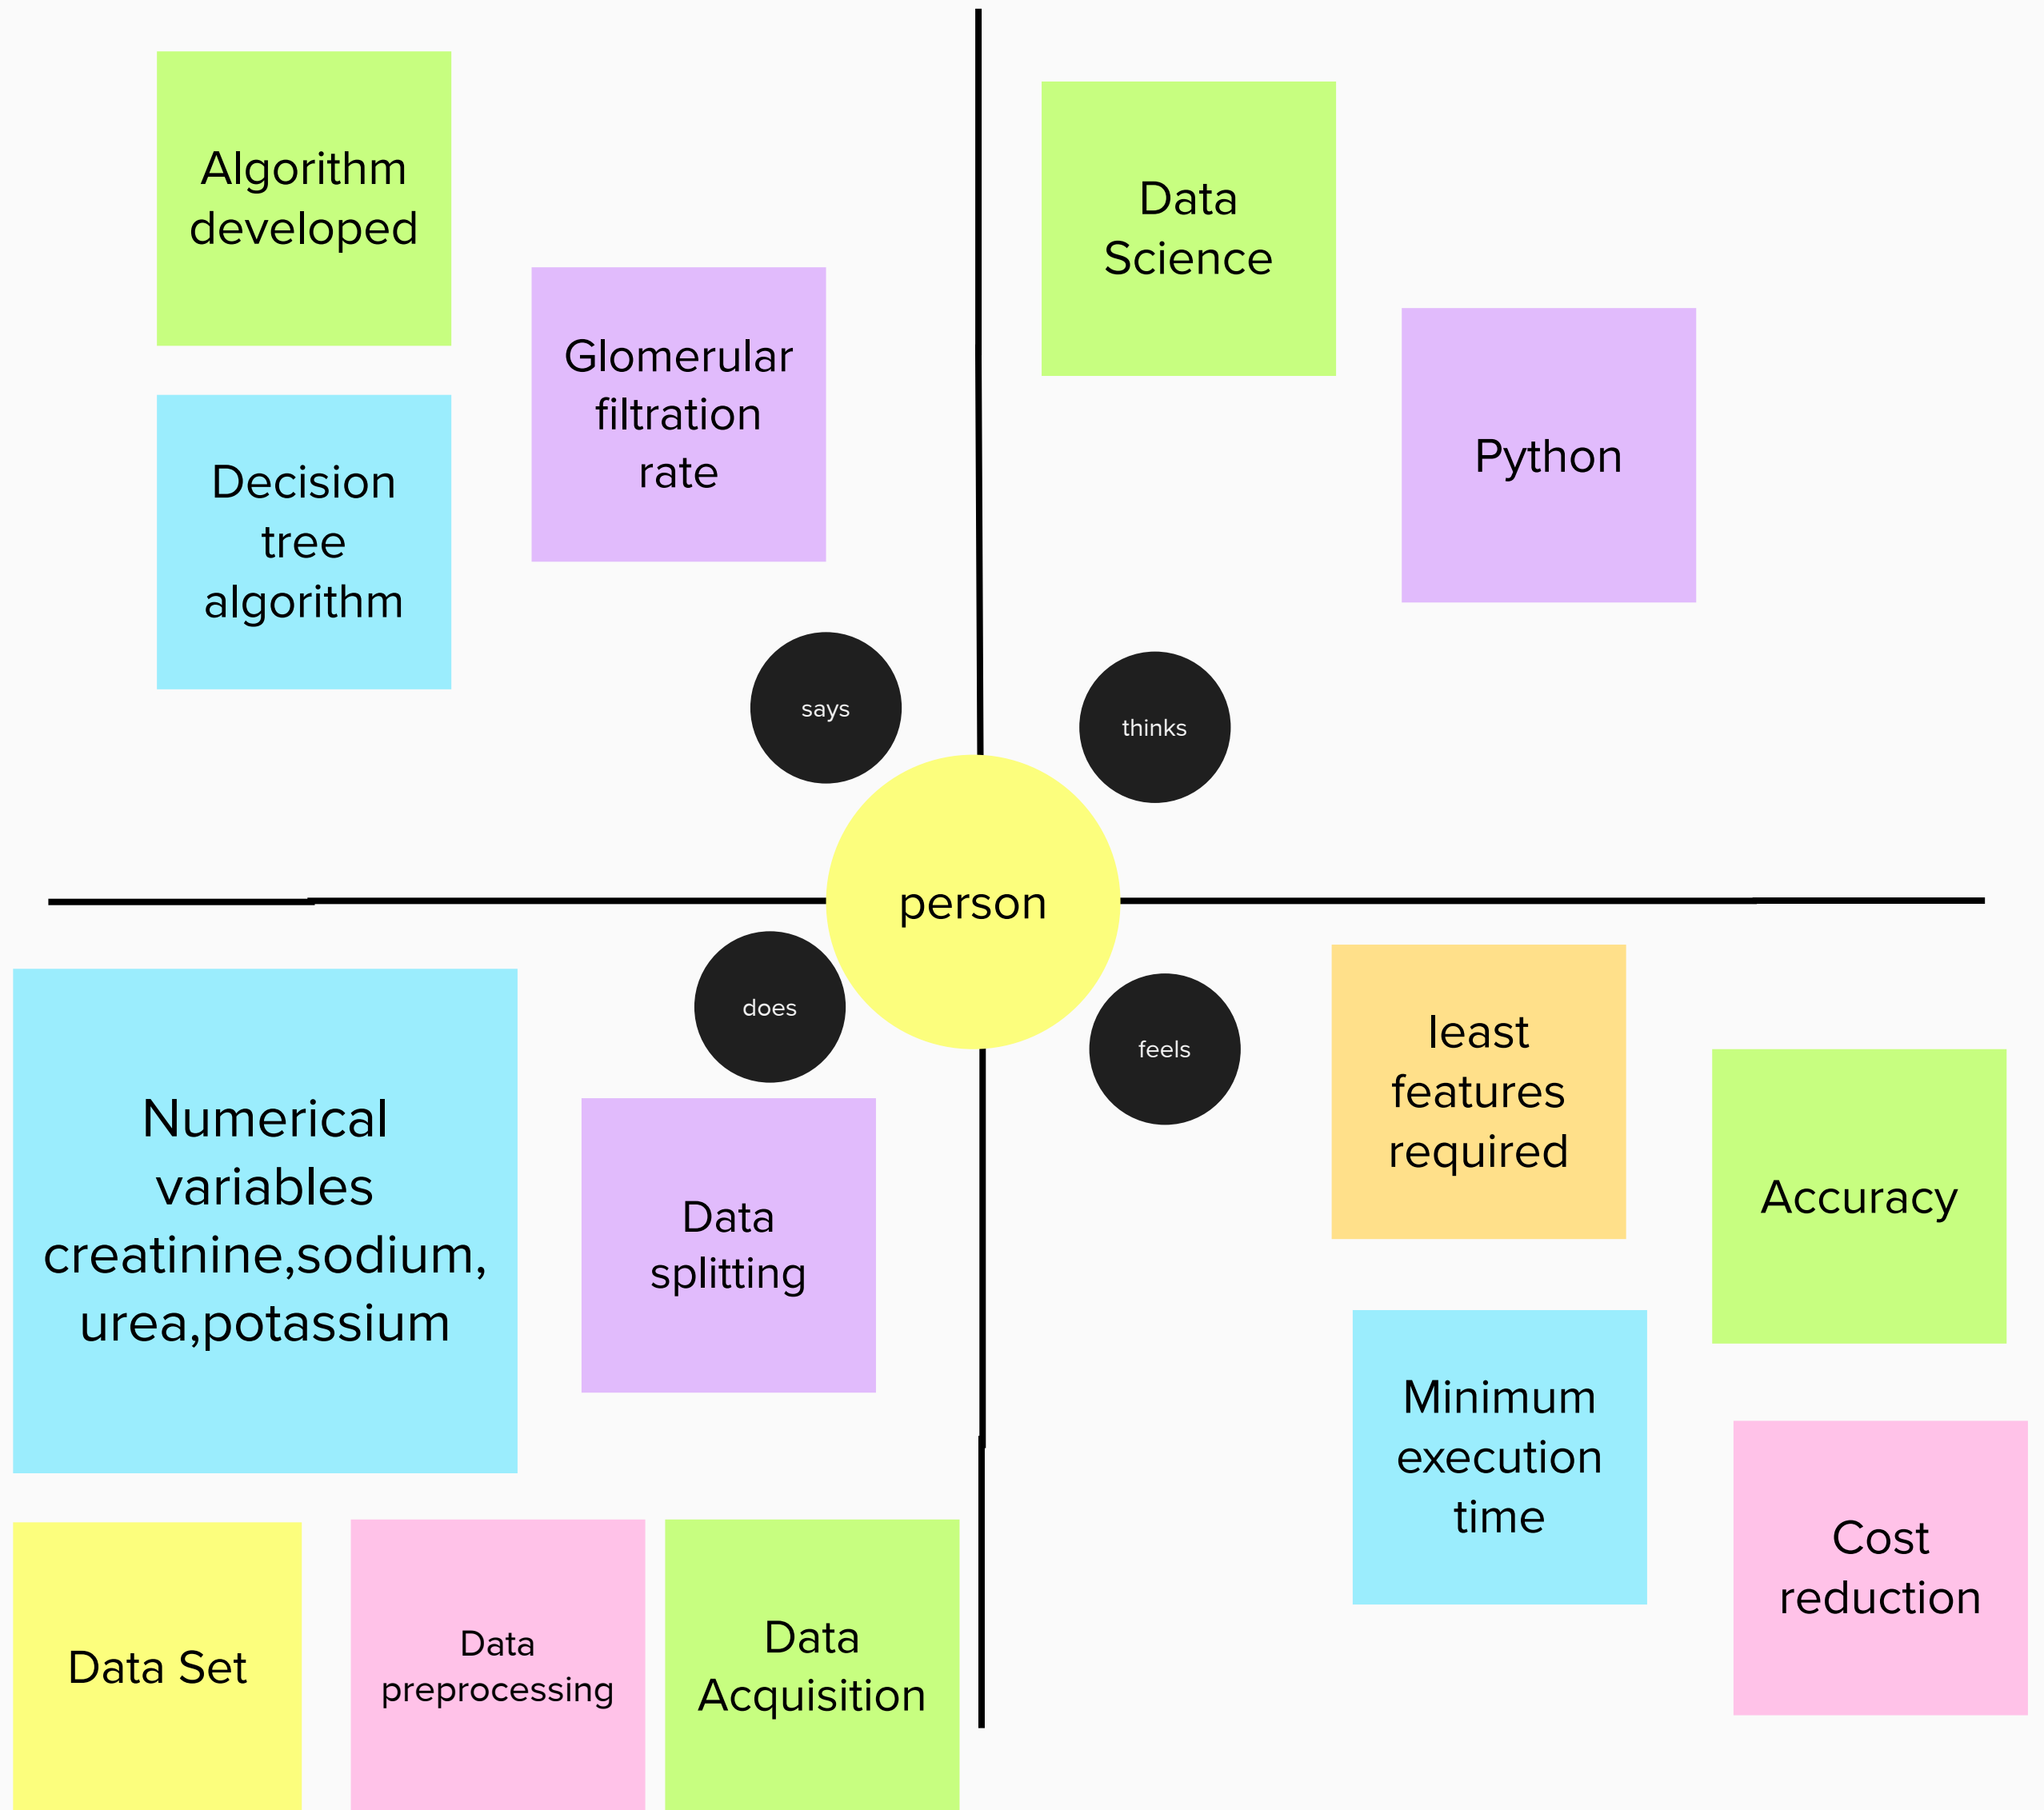 Algorithm
developed
Glomerular
filtration
rate
Decision
tree
algorithm
says
Data
Science
Python
thinks
person
does
Numerical
variables
creatinine,sodium,
urea,potassium
Data
splitting
Data Set
Data
preprocessing
Data
Acquisition
feels
least
features
required
Accuracy
Minimum
execution
time
Cost
reduction